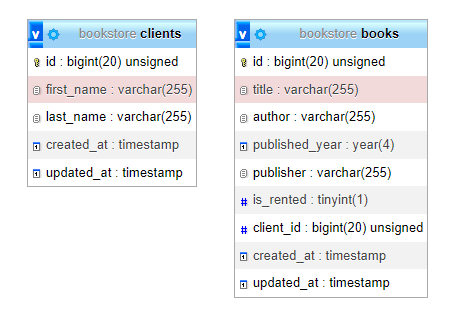 bookstore clients
id : bigint(20) unsigned
first_name : varchar(255)
last_name : varchar(255)
created_at : timestamp
updated_at : timestamp
bookstore books
id : bigint(20) unsigned
title : varchar(255)
author : varchar(255)
published_year : year(4)
publisher : varchar(255)
# is_rented : tinyint(1)
# client_id : bigint(20) unsigned
created_at : timestamp
updated_at : timestamp